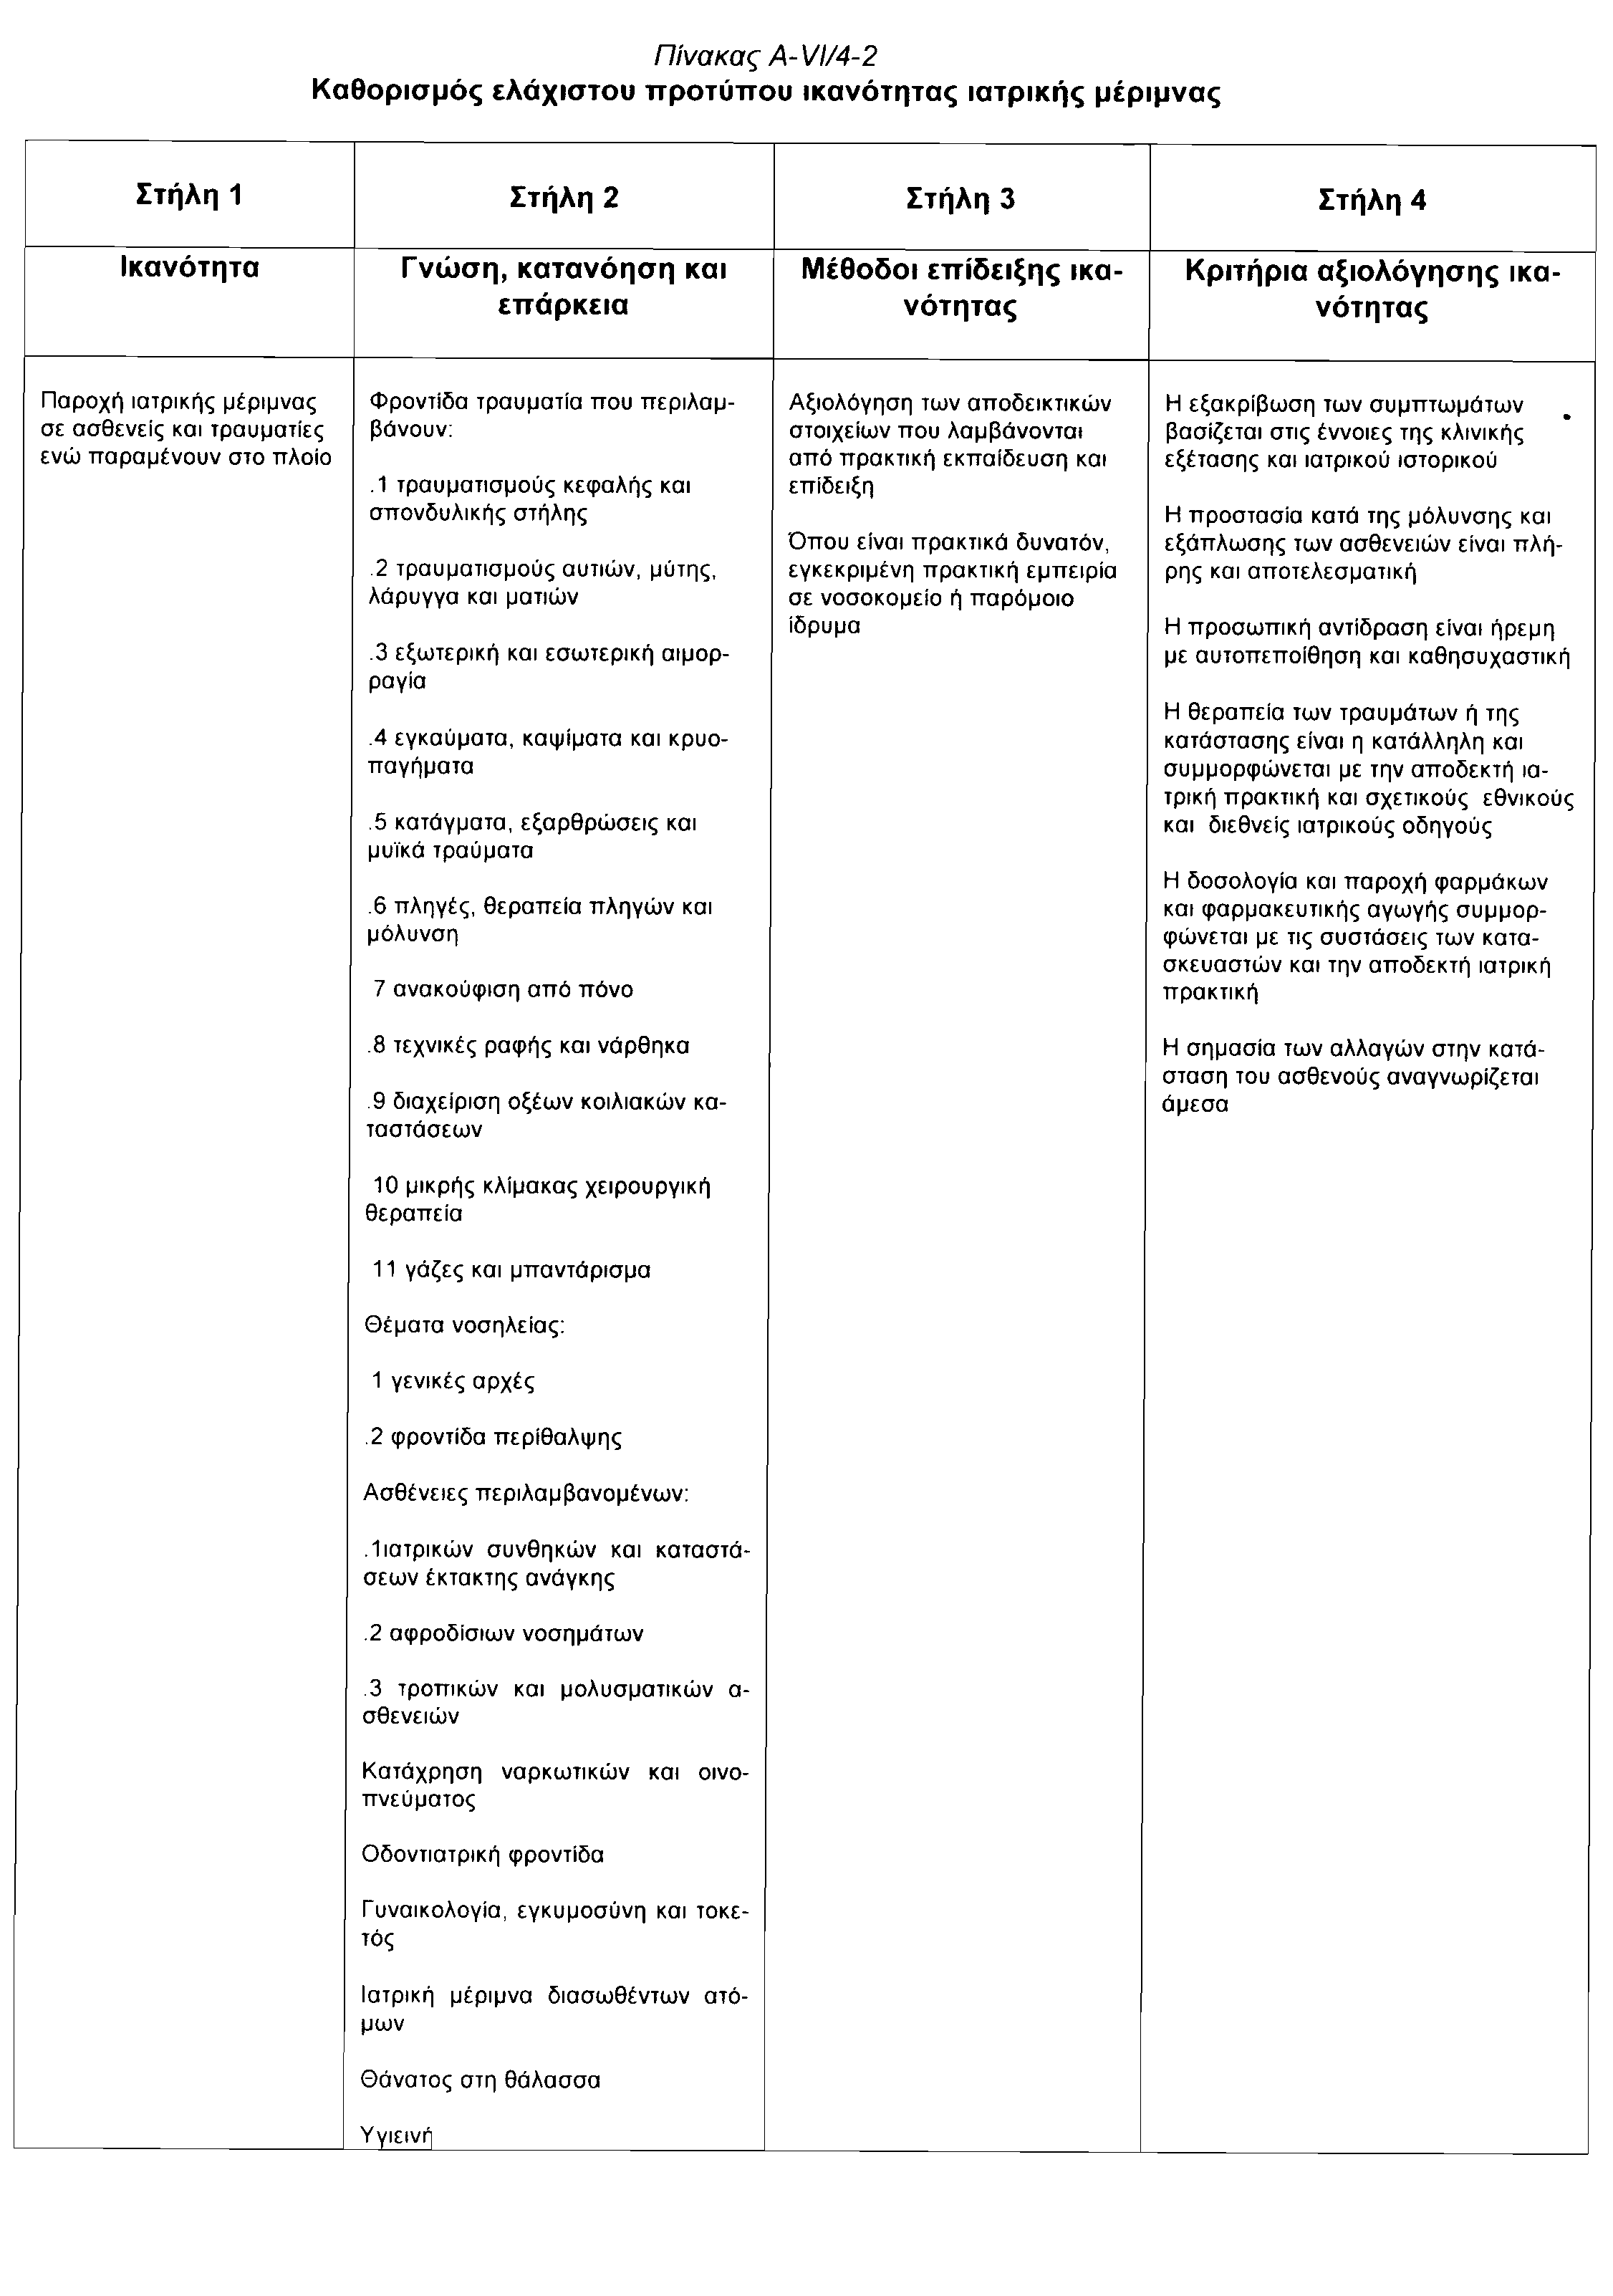 Πίνακας Α-VI/4-2
Καθορισμός ελάχιστου προτύπου ικανότητας ιατρικής μέριμνας
Στήλη 1
Στήλη 2
Στήλη 3
Στήλη 4
Ικανότητα
Γνώση, κατανόηση και
επάρκεια
Μέθοδοι επίδειξης ικα-
νότητας
Κριτήρια αξιολόγησης ικα-
νότητας
Παροχή ιατρικής μέριμνας
σε ασθενείς και τραυματίες
ενώ παραμένουν στο πλοίο
Φροντίδα τραυματία που περιλαμ-
βάνουν:
.1 τραυματισμούς κεφαλής και
σπονδυλικής στήλης
.2 τραυματισμούς αυτιών, μύτης,
λάρυγγα και ματιών
.3 εξωτερική και εσωτερική αιμορ-
ραγία
.4 εγκαύματα, καψίματα και κρυο-
παγήματα
.5 κατάγματα, εξαρθρώσεις και
μυϊκά τραύματα
.6 πληγές, θεραπεία πληγών και
μόλυνση
7 ανακούφιση από πόνο
.8 τεχνικές ραφής και νάρθηκα
.9 διαχείριση οξέων κοιλιακών κα-
ταστάσεων
10 μικρής κλίμακας χειρουργική
θεραπεία
11 γάζες και μπαντάρισμα
Θέματα νοσηλείας:
1 γενικές αρχές
.2 φροντίδα περίθαλψης
Ασθένειες περιλαμβανομένων:
.1ιατρικών συνθηκών και καταστά-
σεων έκτακτης ανάγκης
.2 αφροδίσιων νοσημάτων
.3 τροπικών και μολυσματικών α-
σθενειών
Κατάχρηση ναρκωτικών και οινο-
πνεύματος
Οδοντιατρική φροντίδα
Γυναικολογία, εγκυμοσύνη και τοκε-
τός
Ιατρική μέριμνα διασωθέντων ατό-
μων
Θάνατος στη θάλασσα
Υγιεινή
Αξιολόγηση των αποδεικτικών
στοιχείων που λαμβάνονται
από πρακτική εκπαίδευση και
επίδειξη
Όπου είναι πρακτικά δυνατόν,
εγκεκριμένη πρακτική εμπειρία
σε νοσοκομείο ή παρόμοιο
ίδρυμα
Η εξακρίβωση των συμπτωμάτων
βασίζεται στις έννοιες της κλινικής
εξέτασης και ιατρικού ιστορικού
Η προστασία κατά της μόλυνσης και
εξάπλωσης των ασθενειών είναι πλή-
ρης και αποτελεσματική
Η προσωπική αντίδραση είναι ήρεμη
με αυτοπεποίθηση και καθησυχαστική
Η θεραπεία των τραυμάτων ή της
κατάστασης είναι η κατάλληλη και
συμμορφώνεται με την αποδεκτή ια-
τρική πρακτική και σχετικούς εθνικούς
και διεθνείς ιατρικούς οδηγούς
Η δοσολογία και παροχή φαρμάκων
και φαρμακευτικής αγωγής συμμορ-
φώνεται με τις συστάσεις των κατα-
σκευαστών και την αποδεκτή ιατρική
πρακτική
Η σημασία των αλλαγών στην κατά-
σταση του ασθενούς αναγνωρίζεται
άμεσα